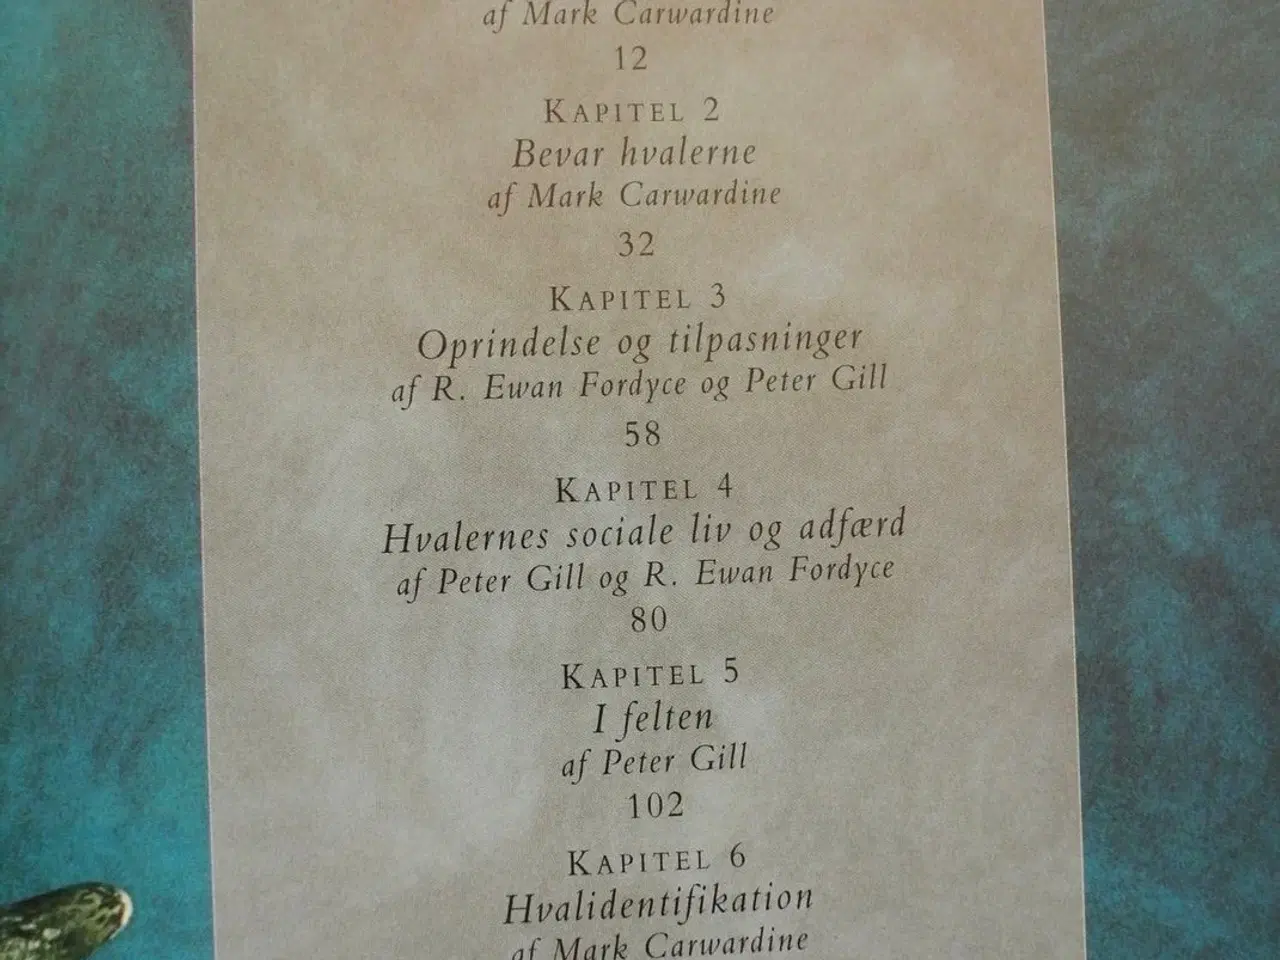 af Mark Carwardine
12
KAPITEL 2
Bevar hvalerne
af Mark Carwardine
32
KAPITEL 3
Oprindelse og tilpasninger
af R. Ewan Fordyce og Peter Gill
58
KAPITEL 4
Hvalernes sociale liv og adfærd
af Peter Gill og R. Ewan Fordyce
80
KAPITEL 5
I felten
af Peter Gill
102
KAPITEL 6
Hvalidentifikation
af Mark Carwardine